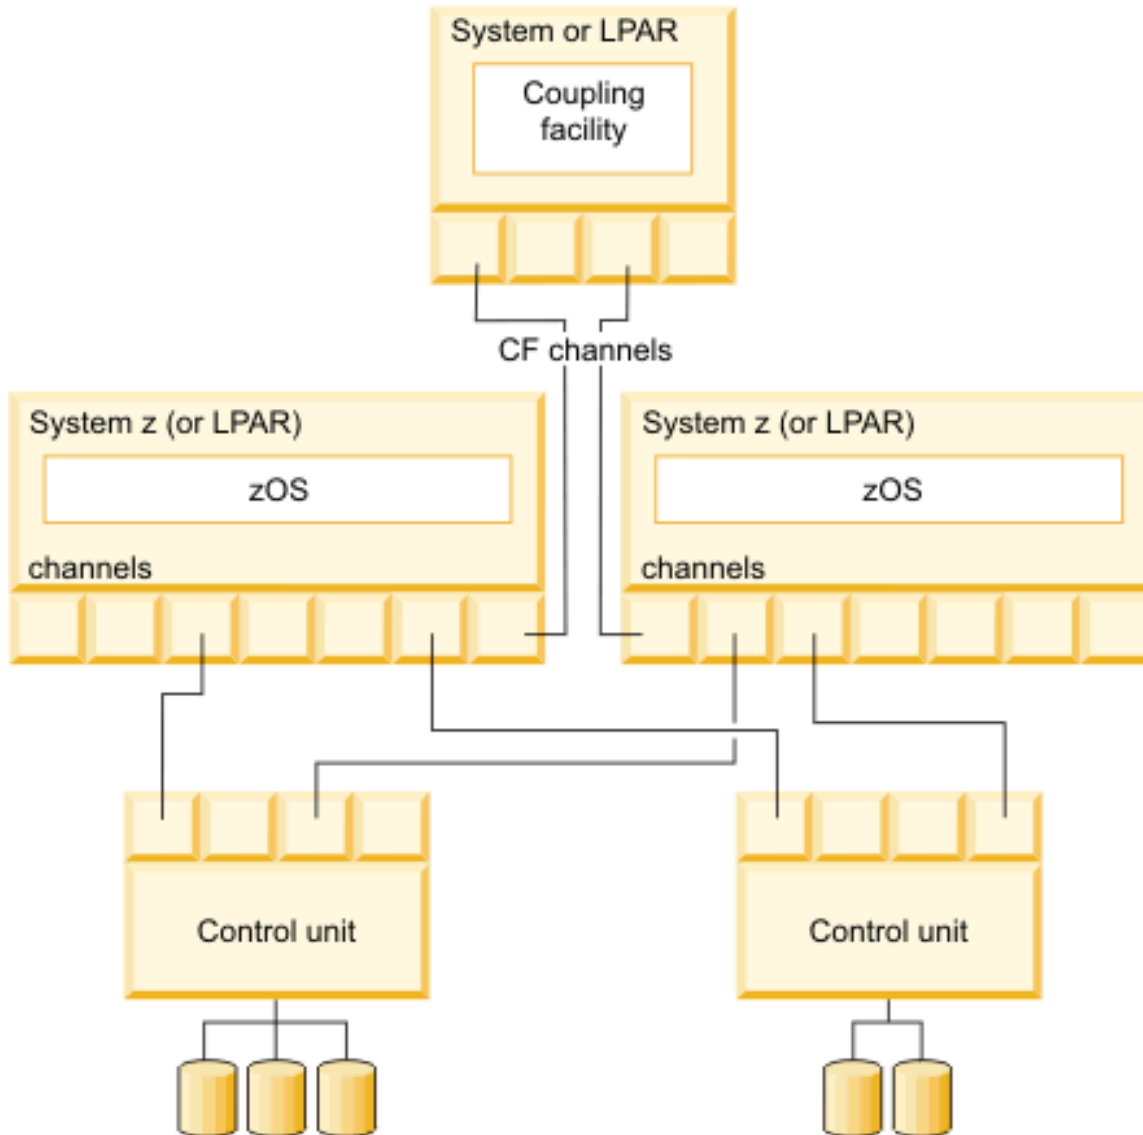 System or LPAR
Coupling
facility
CF channels
System z (or LPAR)
zOS
channels
System z (or LPAR)
zOS
channels
Control unit
Control unit